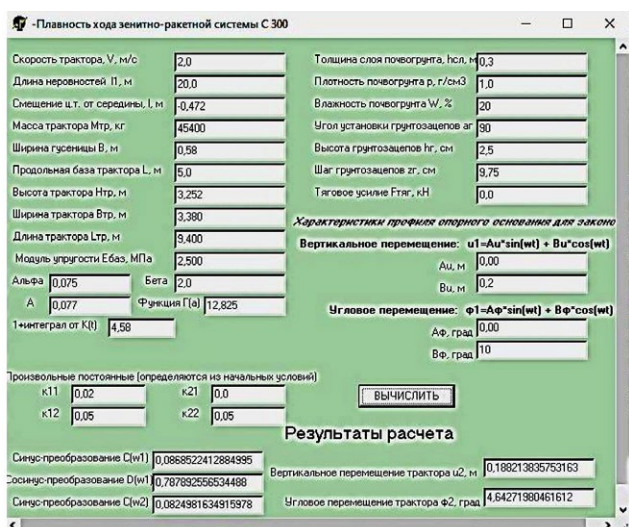 -Плавность хода зенитно-ракетной системы С 300
Скорость трактора, V, м/с 2,0
Длина неровностей l1, м 20,0
Смещение ц.т. от середины, l, м -0,472
Масса трактора Мтр, кг 45400
Ширина гусеницы В, м 0,58
Продольная база трактора L, м 5,0
Высота трактора Нтр, м 3,252
Ширина трактора Втр, м 3,380
Длина трактора Lтр, м 9,400
Модуль упругости Ебаз, МПа 2,500
Альфа 0,075 Бета 2,0
А 0,077 Функция Г(а) 12,825
1+интеграл от K(t) 4,58
Толщина слоя почвогрунта, hсл, м 0,3
Плотность почвогрунта р, г/см3 1,0
Влажность почвогрунта W, % 20
Угол установки грунтозацепов аг 90
Высота грунтозацепов hг, см 2,5
Шаг грунтозацепов zг, см 9,75
Тяговое усилие Fтяг, кН 0,0
Характеристики профиля опорного основания для законо
Вертикальное перемещение: u1=Au*sin(wt) + Bu*cos(wt)
Au, м 0,00
Bu, м 0,2
Угловое перемещение: φ1=Aφ*sin(wt) + Bφ*cos(wt)
Аφ, град 0,00
Вφ, град 10
Произвольные постоянные (определяются из начальных условий)
к11 0,02 к21 0,0
к12 0,05 к22 0,05
ВЫЧИСЛИТЬ
Результаты расчета
Синус-преобразование C(w1) 0,0868522412884995
Косинус-преобразование D(w1) 0,787892556534488
Синус-преобразование C(w2) 0,0824981634915978
Вертикальное перемещение трактора u2, м 0,188213835753163
Угловое перемещение трактора φ2, град 4,64271980461612